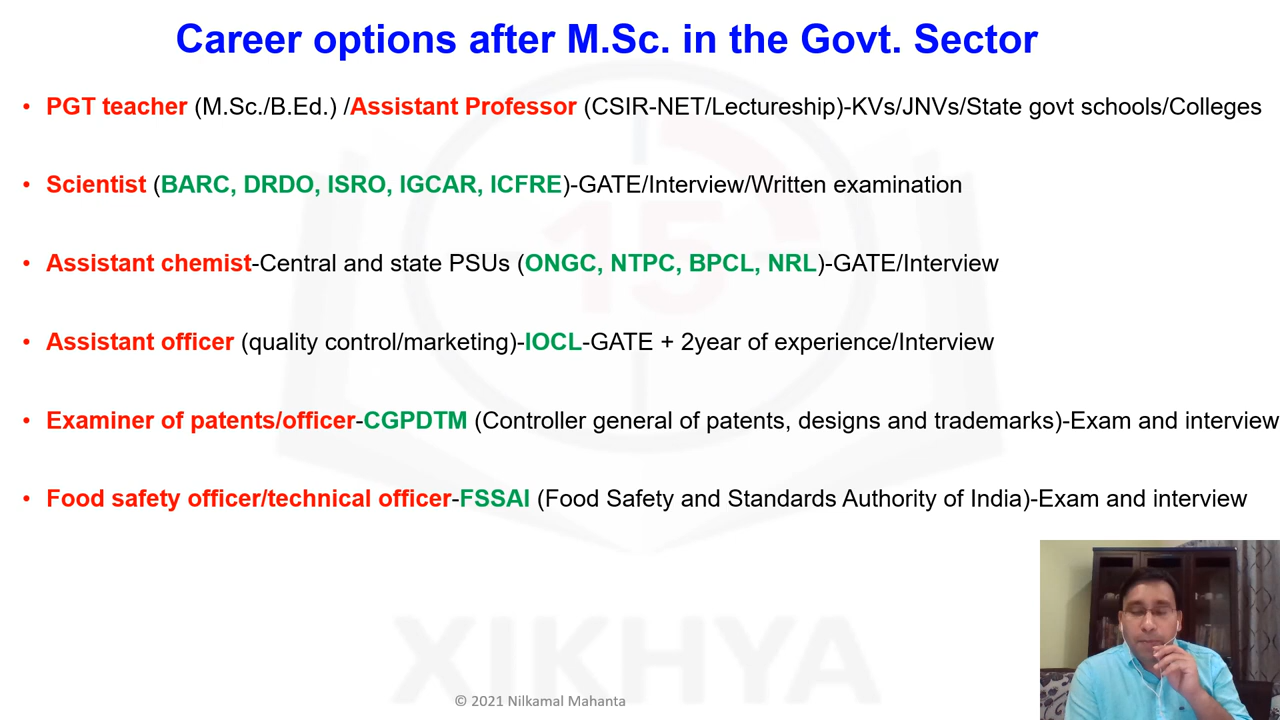 Career options after M.Sc. in the Govt. Sector
• PGT teacher (M.Sc./B.Ed.) /Assistant Professor (CSIR-NET/Lectureship)-KVs/JNVs/State govt schools/Colleges
• Scientist (BARC, DRDO, ISRO, IGCAR, ICFRE)-GATE/Interview/Written examination
15
• Assistant chemist-Central and state PSUs (ONGC, NTPC, BPCL, NRL)-GATE/Interview
• Assistant officer (quality control/marketing)-IOCL-GATE + 2year of experience/Interview
• Examiner of patents/officer-CGPDTM (Controller general of patents, designs and trademarks)-Exam and interview
• Food safety officer/technical officer-FSSAI (Food Safety and Standards Authority of India)-Exam and interview
XIKHYA
© 2021 Nilkamal Mahanta